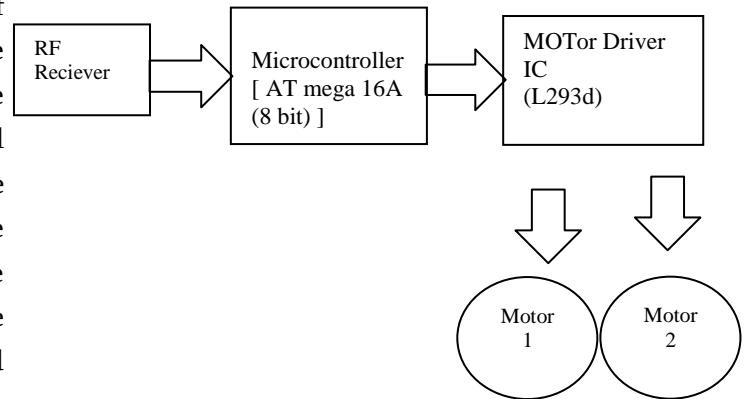 f
e
e
l
e
e
e
e
l
RF
Reciever
Microcontroller
[ AT mega 16A
(8 bit) ]
MOTor Driver
IC
(L293d)
Motor
1
Motor
2